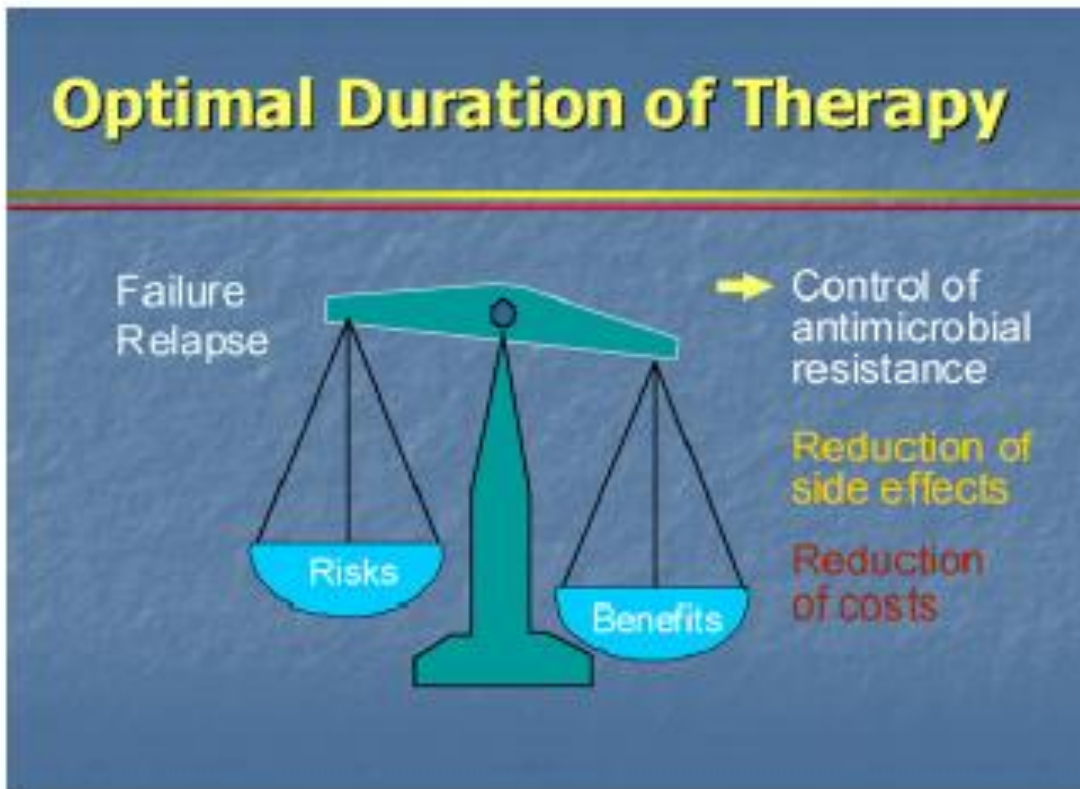 Optimal Duration of Therapy
Failure
Relapse
Risks
Benefits
Control of
antimicrobial
resistance
Reduction of
side effects
Reduction
of costs